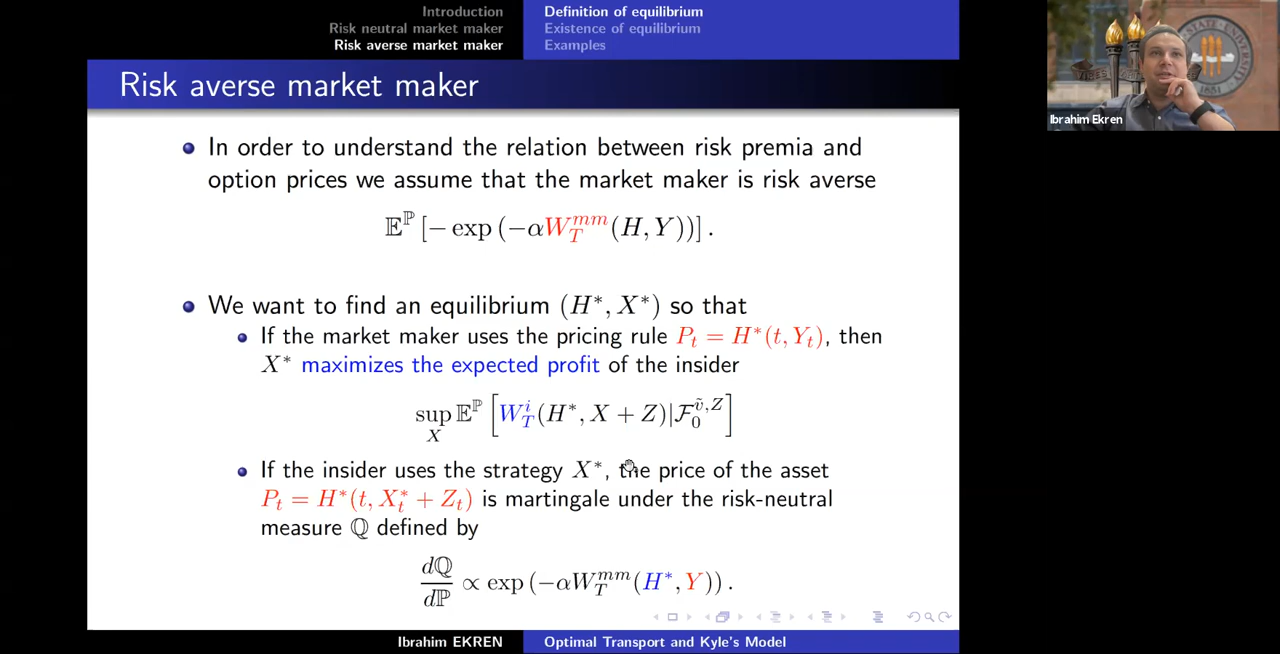 Introduction
Risk neutral market maker
Risk averse market maker
Definition of equilibrium
Existence of equilibrium
Examples
Risk averse market maker
In order to understand the relation between risk premia and
option prices we assume that the market maker is risk averse
𝔼^ℙ [− exp (−αW_T^{mm}(H, Y))] .
We want to find an equilibrium (H*, X*) so that
If the market maker uses the pricing rule P_t = H*(t, Y_t), then
X* maximizes the expected profit of the insider
sup_X 𝔼^ℙ [W_T^i(H*, X + Z)|ℱ_0^{ṽ,Z}]
If the insider uses the strategy X*, the price of the asset
P_t = H*(t, X_t* + Z_t) is martingale under the risk-neutral
measure ℚ defined by
dℚ/dℙ ∝ exp (−αW_T^{mm}(H*, Y)) .
Ibrahim EKREN
Optimal Transport and Kyle's Model
Ibrahim Ekren
1851